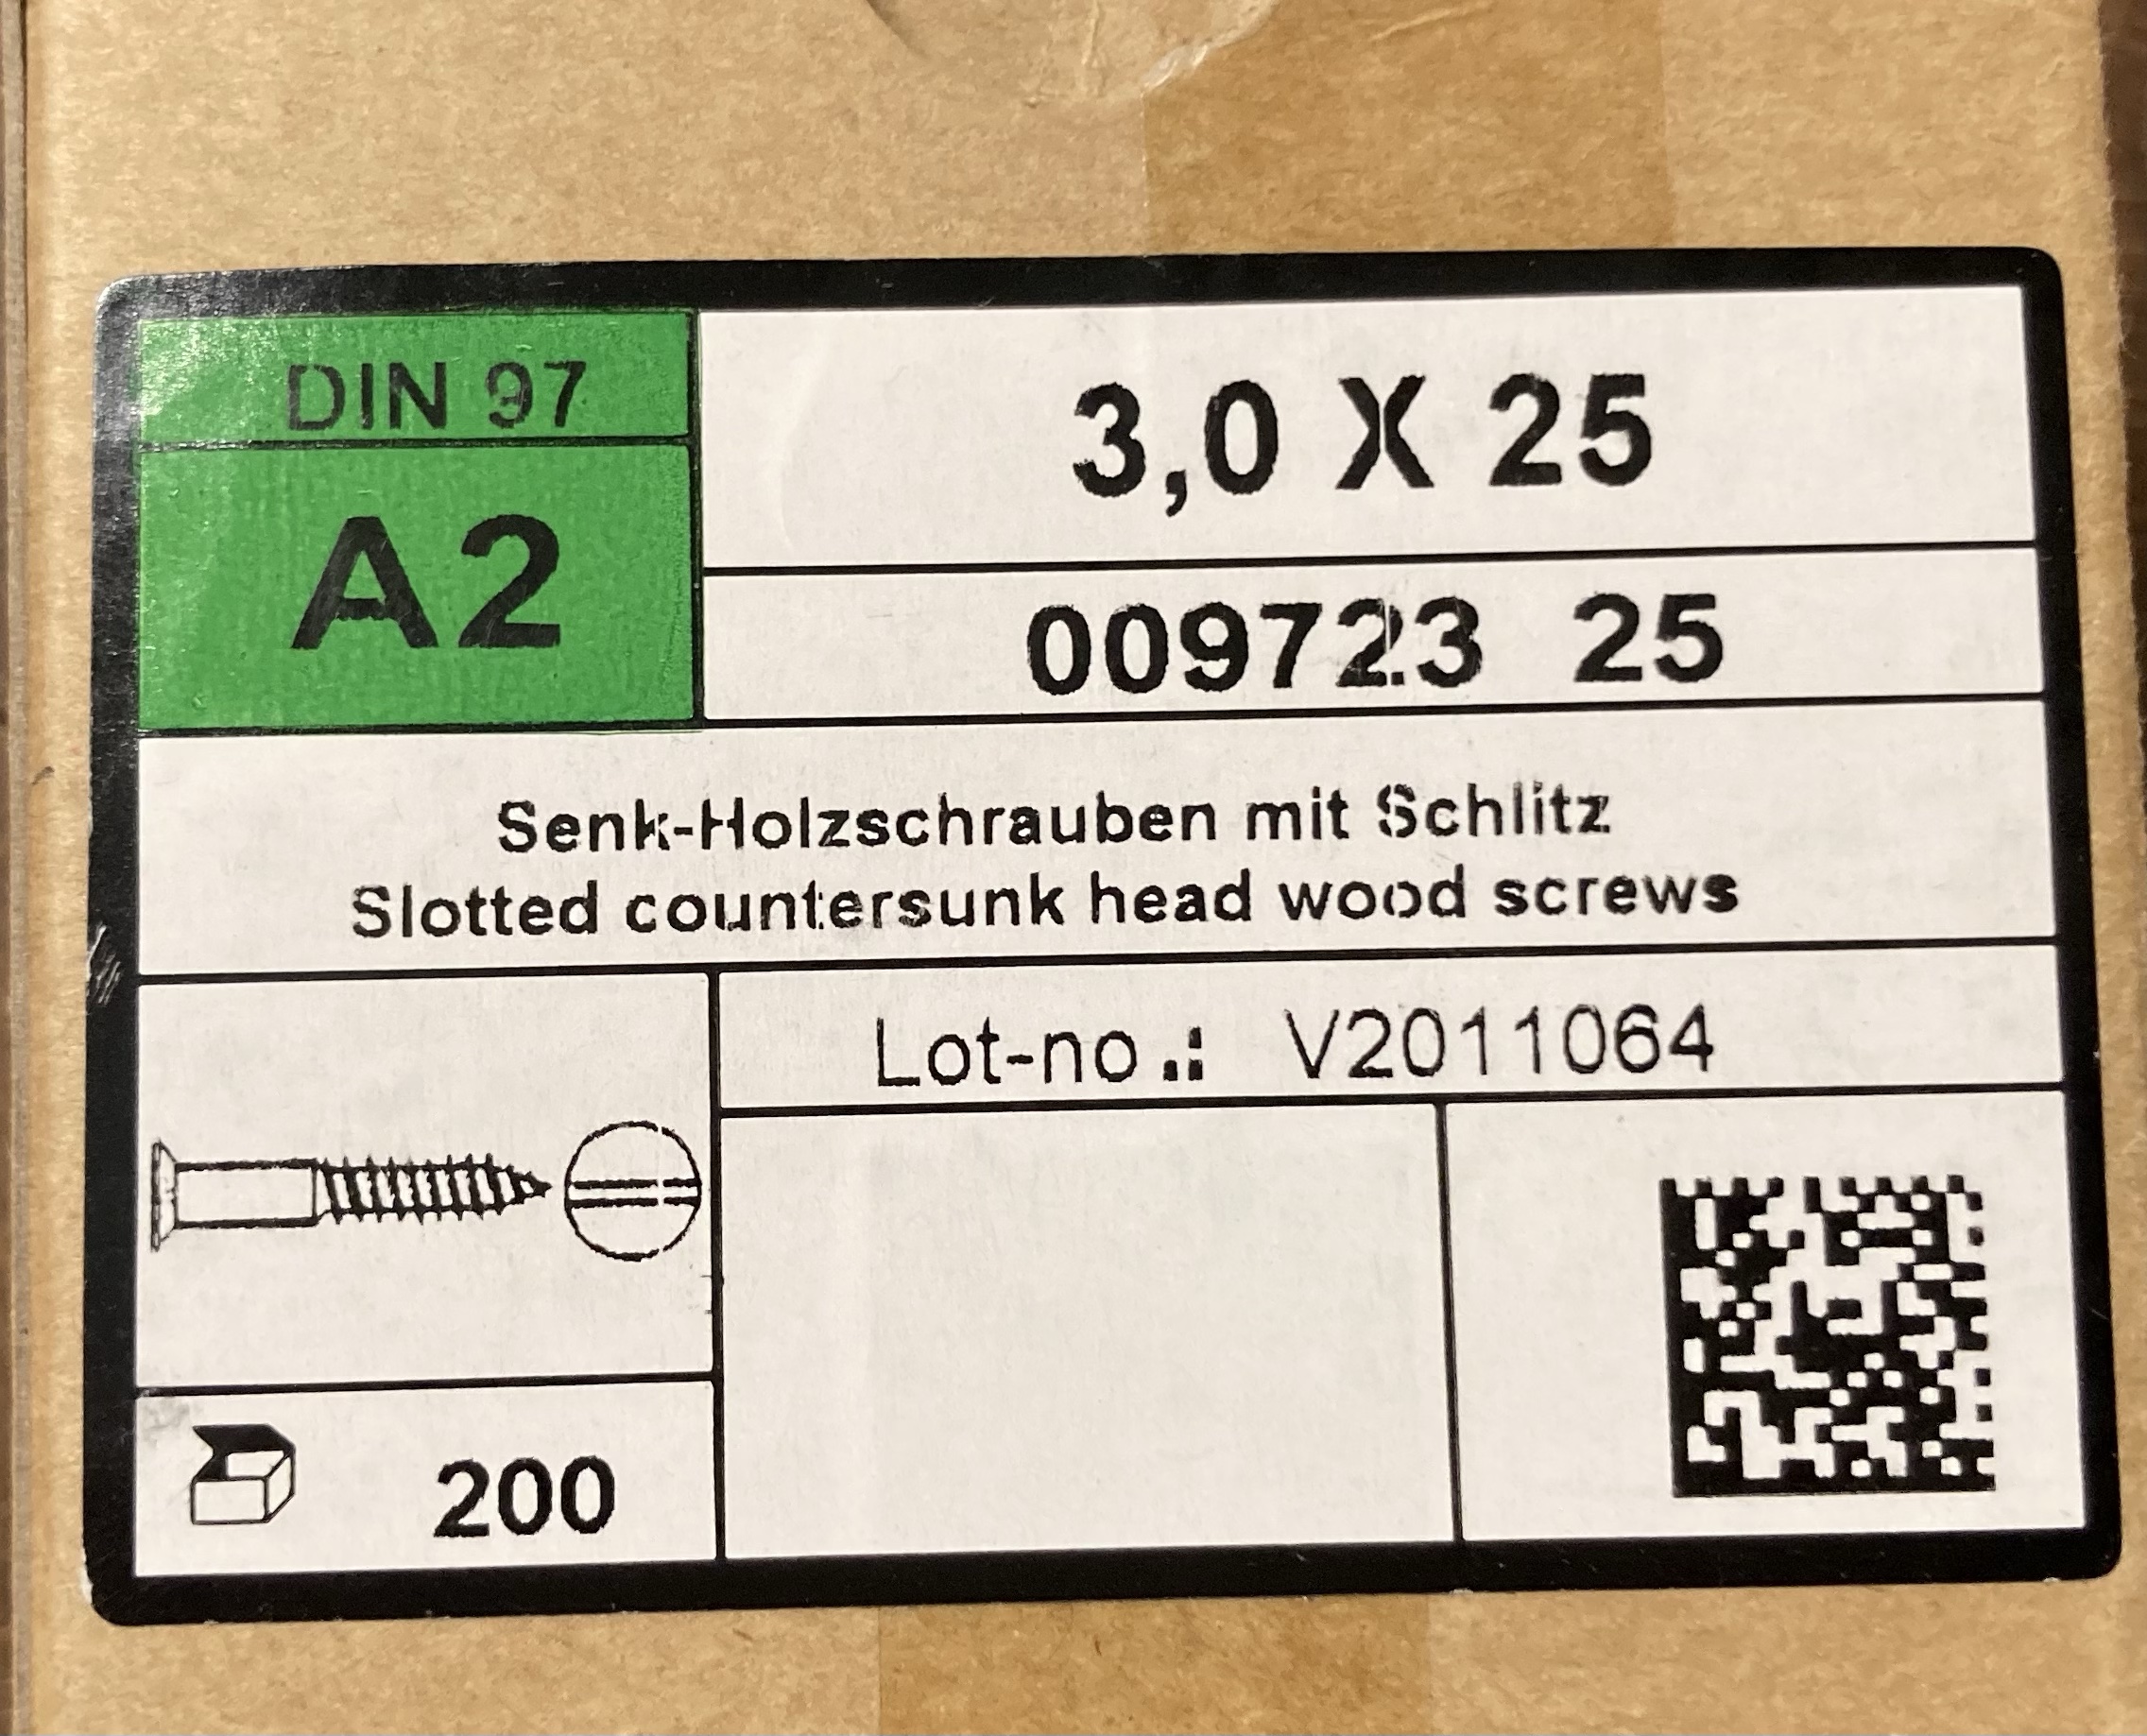 DIN 97
A2
3,0 X 25
009723 25
Senk-Holzschrauben mit Schlitz
Slotted countersunk head wood screws
Lot-no.: V2011064
200